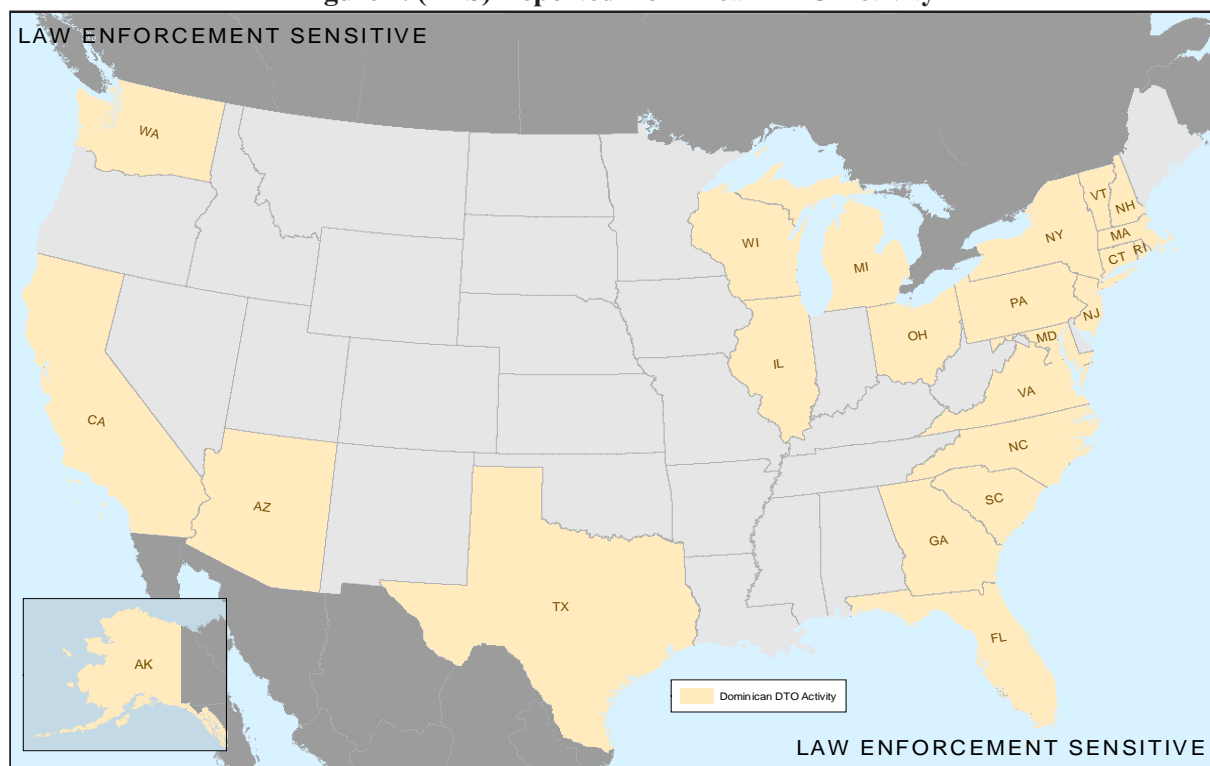 LAW ENFORCEMENT SENSITIVE
WA
VT
NH
NY
MA
WI
CT
RI
MI
PA
NJ
OH
MD
IL
VA
CA
NC
SC
AZ
GA
TX
FL
AK
Dominican DTO Activity
LAW ENFORCEMENT SENSITIVE